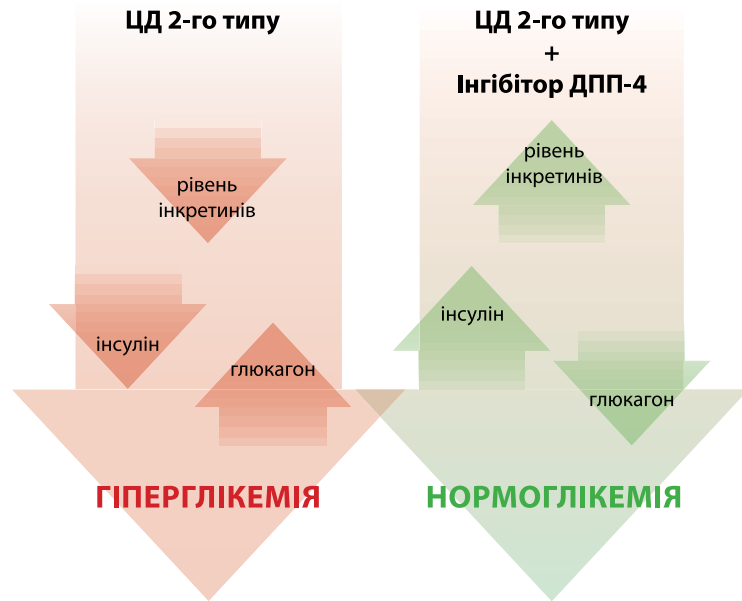 ЦД 2-го типу
рівень
інкретинів
інсулін
глюкагон
ГІПЕРГЛІКЕМІЯ
ЦД 2-го типу
+
Інгібітор ДПП-4
рівень
інкретинів
інсулін
глюкагон
НОРМОГЛІКЕМІЯ